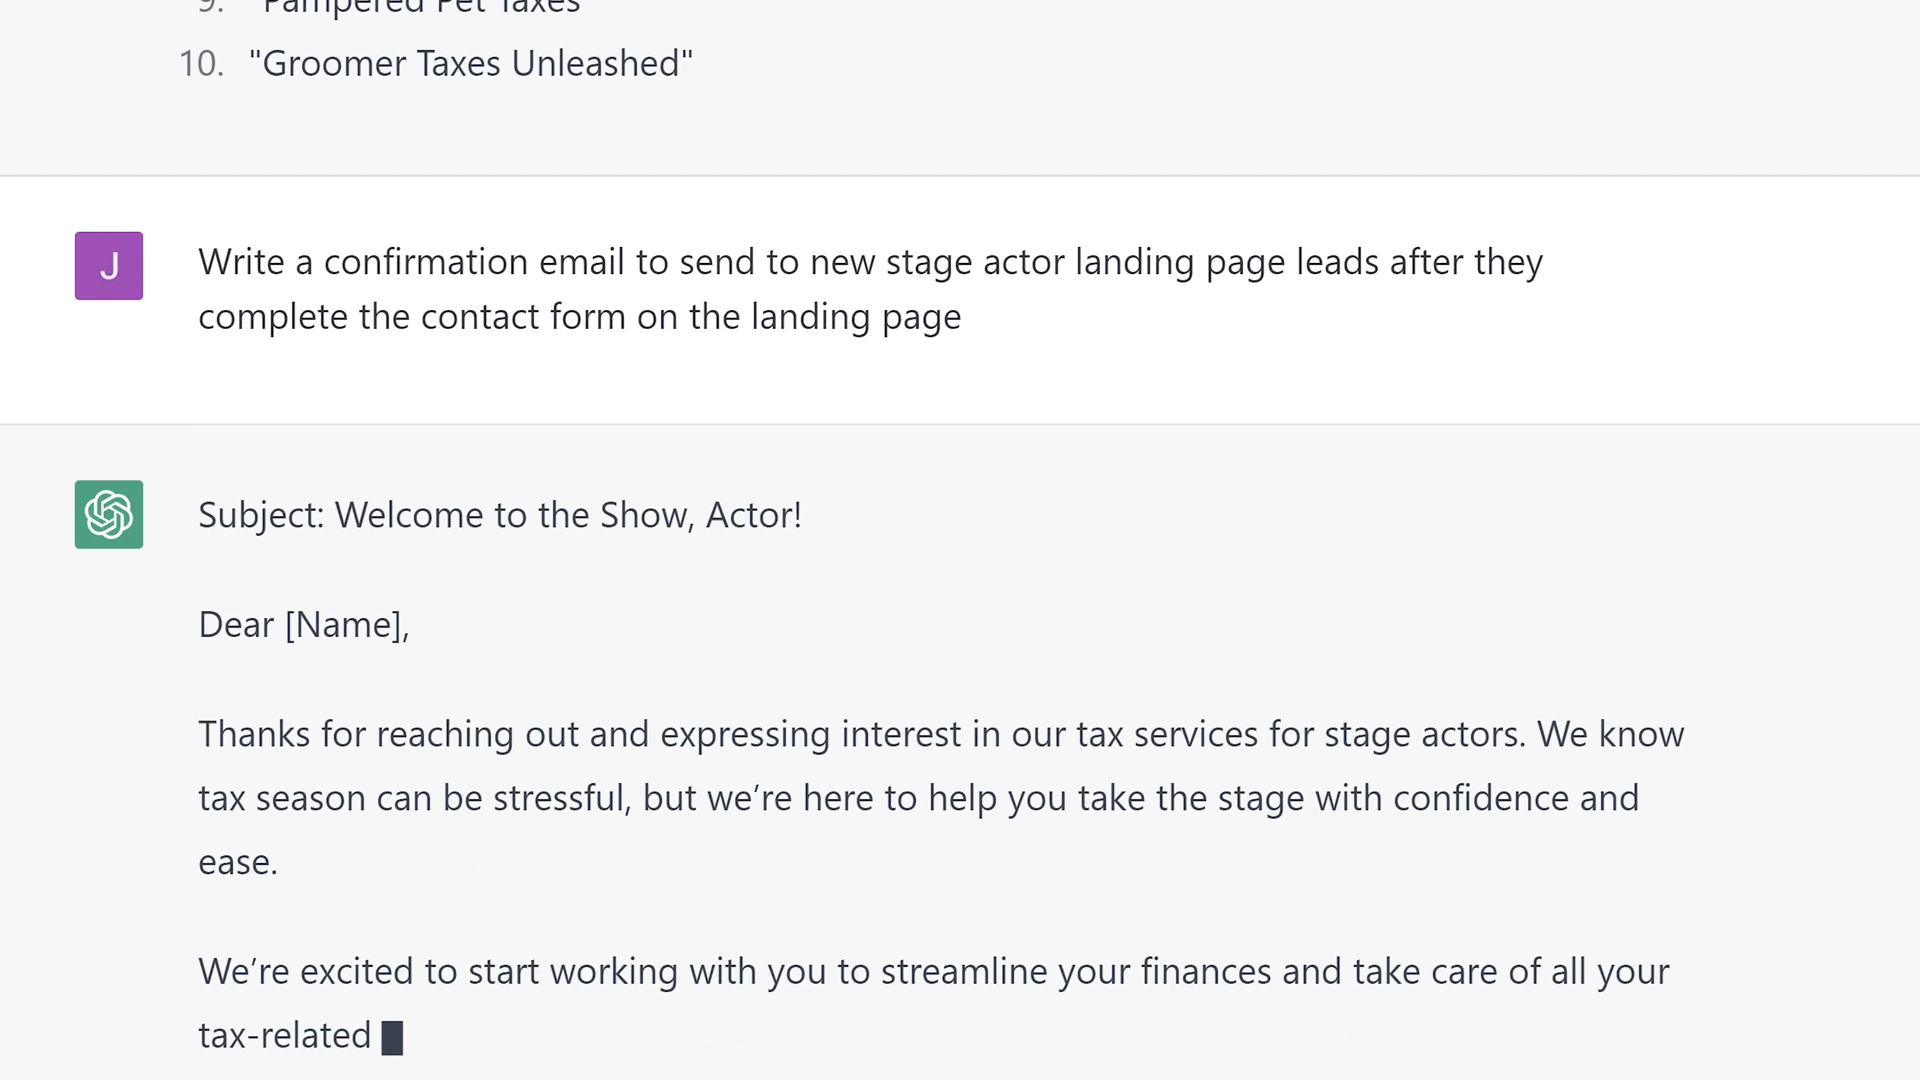 9. "Pampered Pet Taxes"
10. "Groomer Taxes Unleashed"
J
Write a confirmation email to send to new stage actor landing page leads after they
complete the contact form on the landing page
Subject: Welcome to the Show, Actor!
Dear [Name],
Thanks for reaching out and expressing interest in our tax services for stage actors. We know
tax season can be stressful, but we’re here to help you take the stage with confidence and
ease.
We’re excited to start working with you to streamline your finances and take care of all your
tax-related